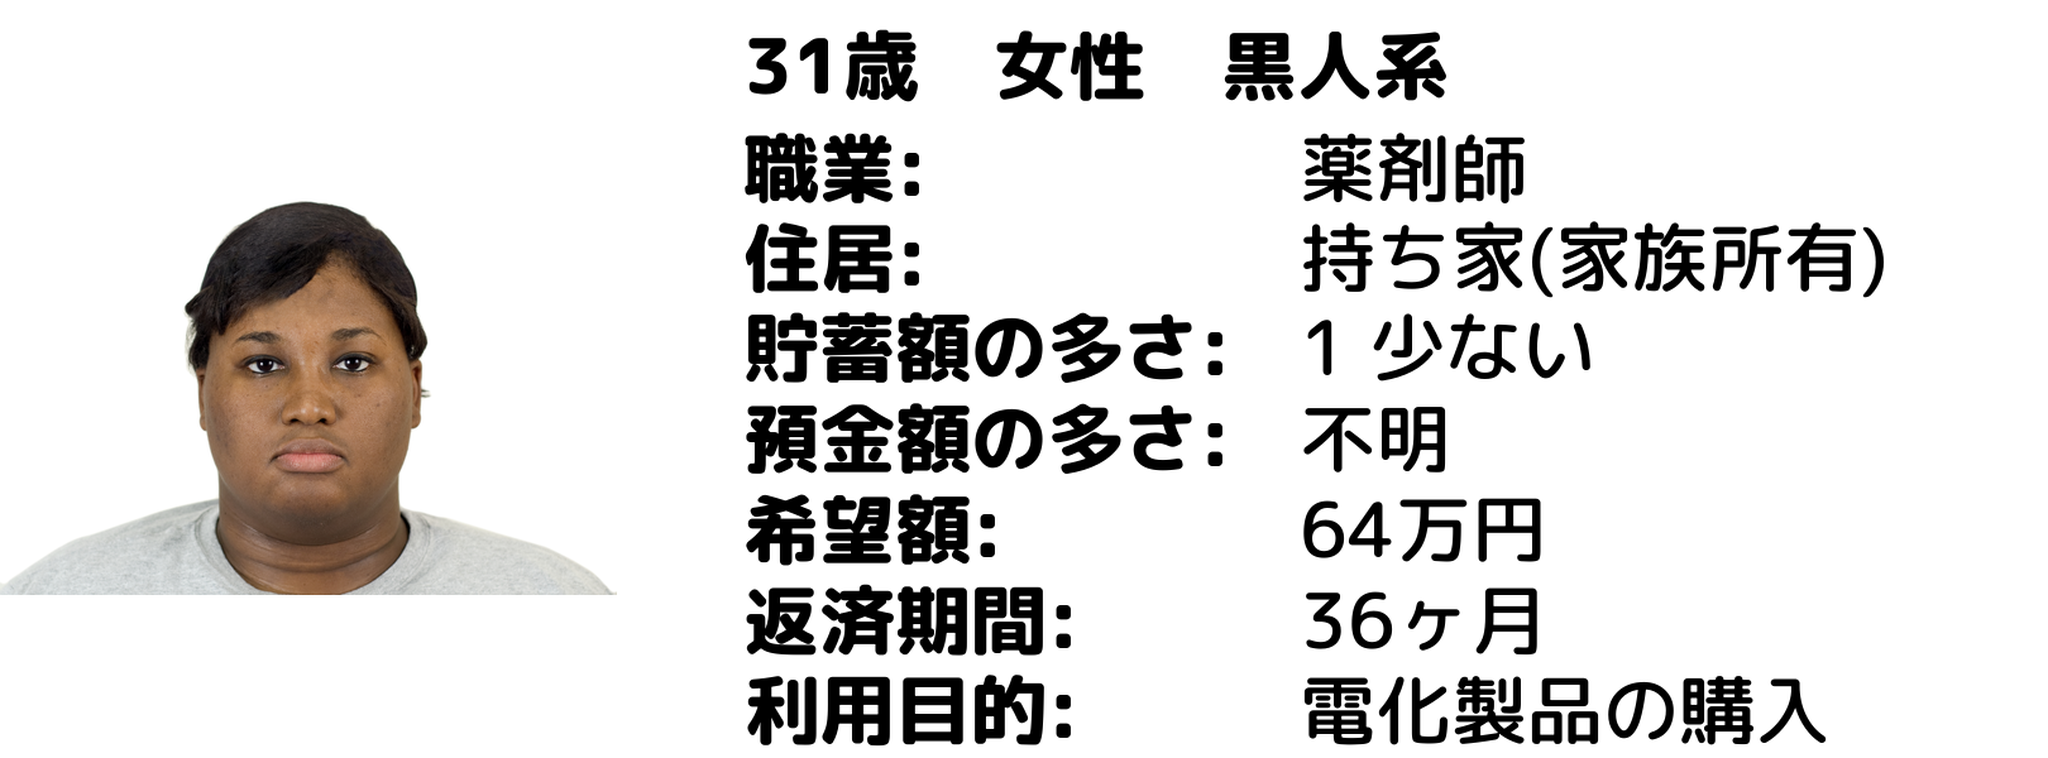 31歳　女性　黒人系
職業: 薬剤師
住居: 持ち家(家族所有)
貯蓄額の多さ: 1 少ない
預金額の多さ: 不明
希望額: 64万円
返済期間: 36ヶ月
利用目的: 電化製品の購入